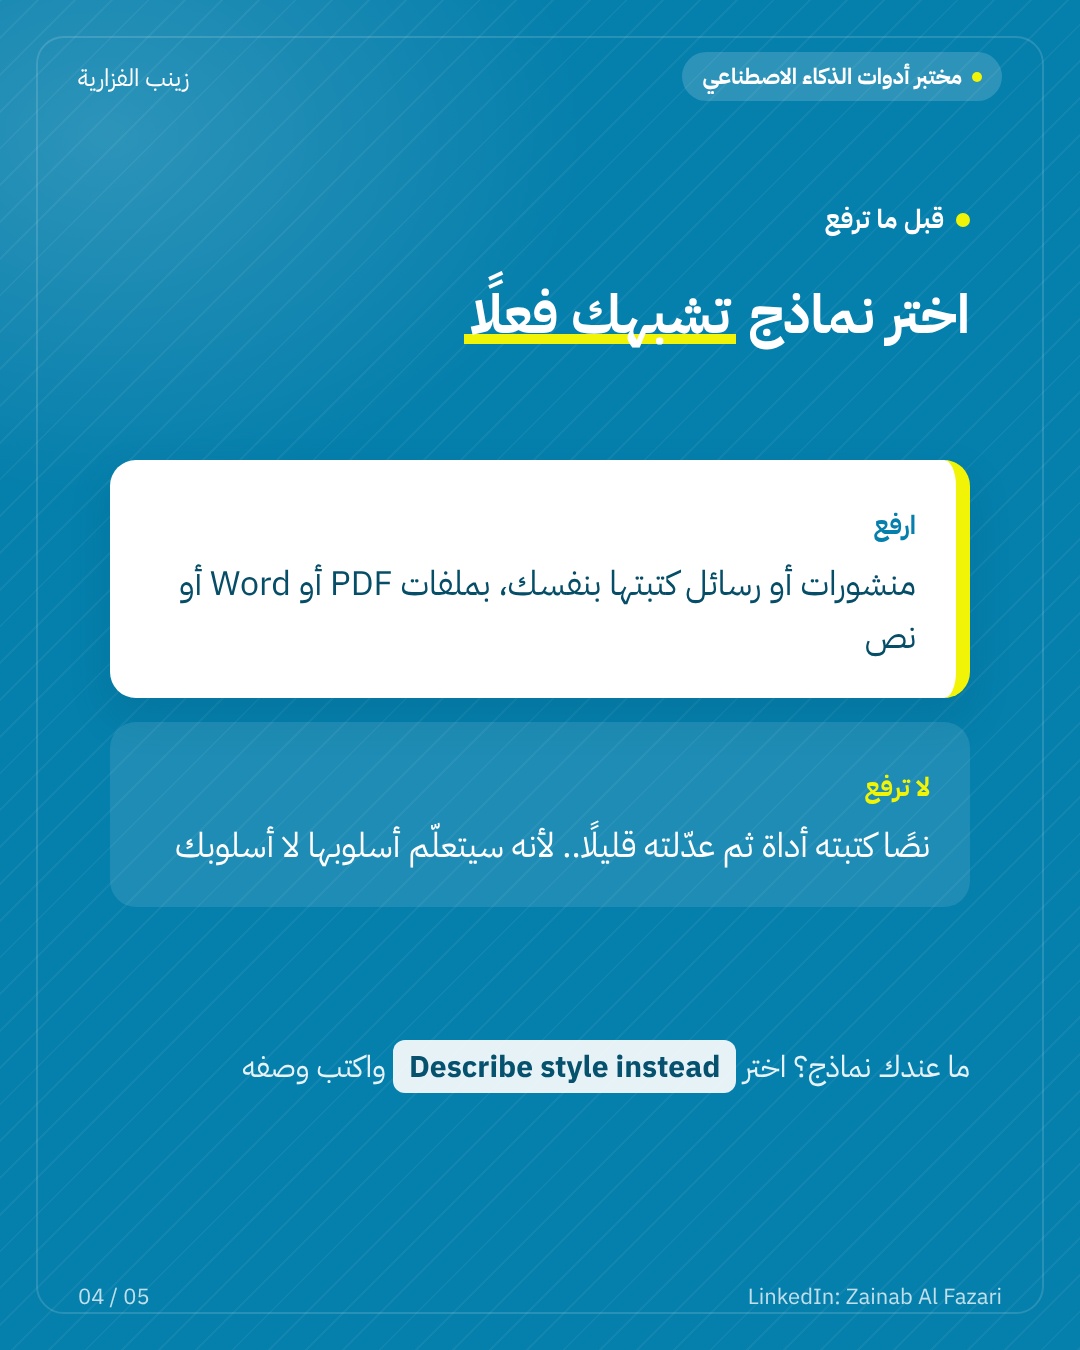 مختبر أدوات الذكاء الاصطناعي
زينب الفزارية
قبل ما ترفع
اختر نماذج تشبهك فعلًا
ارفع
منشورات أو رسائل كتبتها بنفسك، بملفات PDF أو Word أو
نص
لا ترفع
نصًا كتبته أداة ثم عدّلته قليلًا.. لأنه سيتعلّم أسلوبها لا أسلوبك
ما عندك نماذج؟ اختر Describe style instead واكتب وصفه
LinkedIn: Zainab Al Fazari
04 / 05